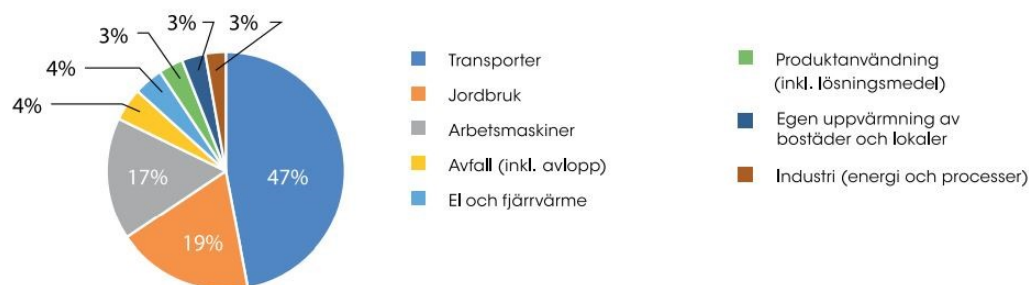 3%
3%
3%
4%
4%
47%
19%
17%
Transporter
Jordbruk
Arbetsmaskiner
Avfall (inkl. avlopp)
El och fjärrvärme
Produktanvändning
(inkl. lösningsmedel)
Egen uppvärmning av
bostäder och lokaler
Industri (energi och processer)